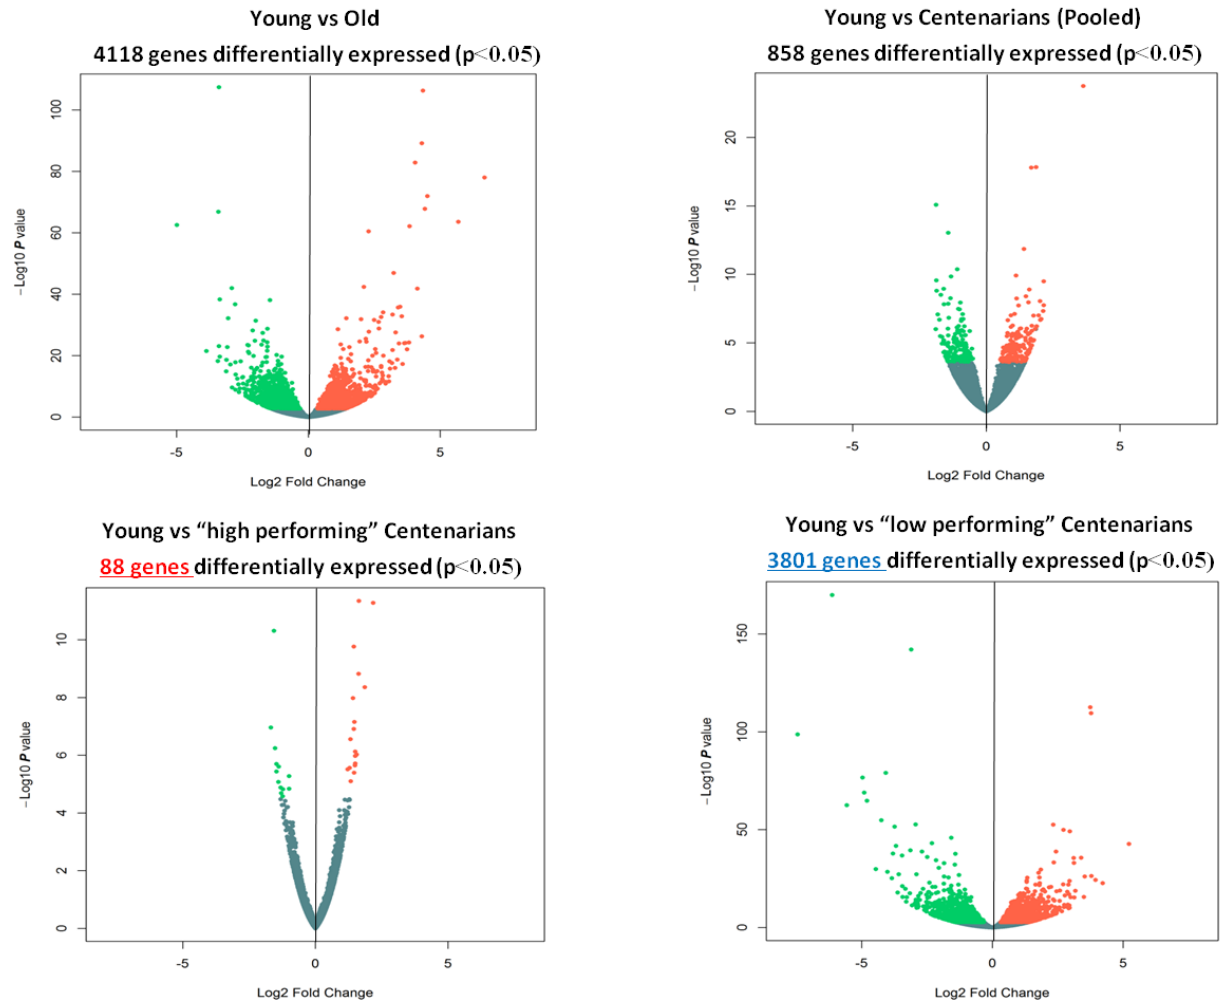 Young vs Old
4118 genes differentially expressed (p<0.05)
100
80
60
40
20
0
-5
0
5
−Log10 P value
Log2 Fold Change
Young vs Centenarians (Pooled)
858 genes differentially expressed (p<0.05)
20
15
10
5
0
-5
0
5
−Log10 P value
Log2 Fold Change
Young vs “high performing” Centenarians
88 genes differentially expressed (p<0.05)
10
8
6
4
2
0
-5
0
5
−Log10 P value
Log2 Fold Change
Young vs “low performing” Centenarians
3801 genes differentially expressed (p<0.05)
150
100
50
0
-5
0
5
−Log10 P value
Log2 Fold Change